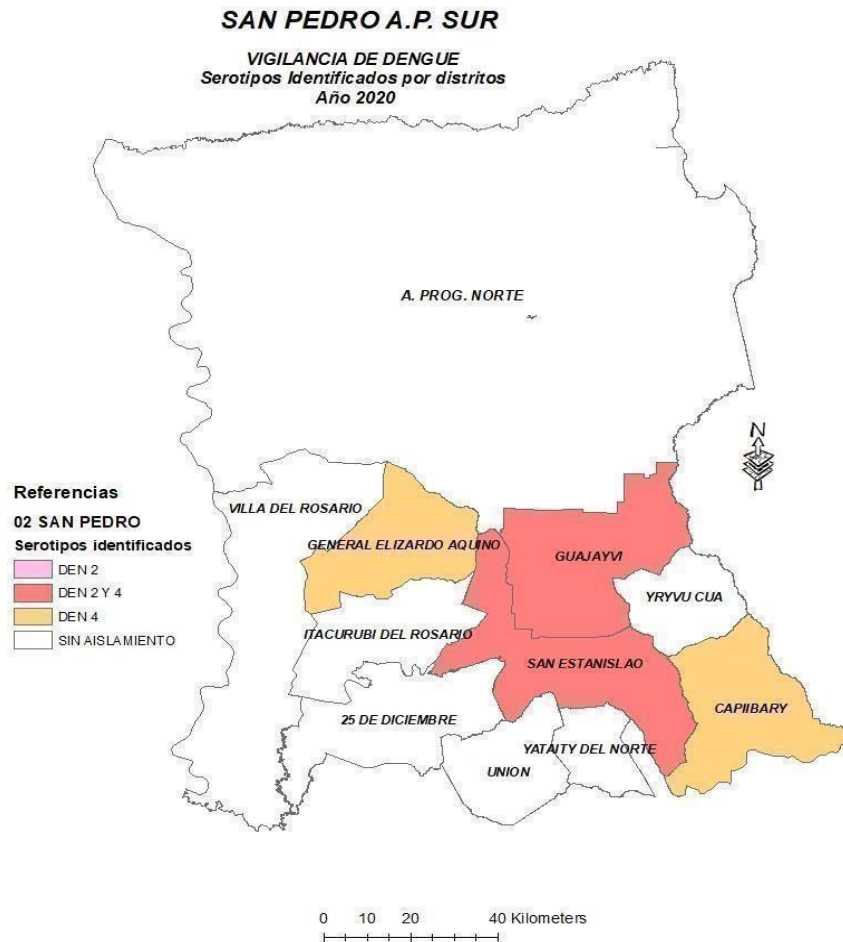 SAN PEDRO A.P. SUR
VIGILANCIA DE DENGUE
Serotipos Identificados por distritos
Año 2020
A. PROG. NORTE
N
Referencias
02 SAN PEDRO
Serotipos identificados
DEN 2
DEN 2 Y 4
DEN 4
SIN AISLAMIENTO
VILLA DEL ROSARIO
GENERAL ELIZARDO AQUINO
GUAJAYVI
YRYVU CUA
ITACURUBI DEL ROSARIO
SAN ESTANISLAO
CAPIIBARY
25 DE DICIEMBRE
YATAITY DEL NORTE
UNION
0 10 20 40 Kilometers